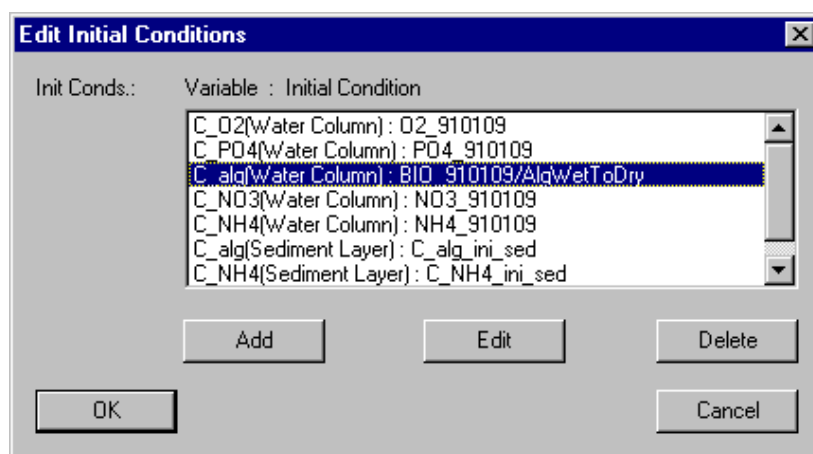 Edit Initial Conditions
Init Conds.: Variable : Initial Condition
C_O2(Water Column) : O2_910109
C_PO4(Water Column) : PO4_910109
C_alg(Water Column) : BIO_910109/AlgWetToDry
C_NO3(Water Column) : NO3_910109
C_NH4(Water Column) : NH4_910109
C_alg(Sediment Layer) : C_alg_ini_sed
C_NH4(Sediment Layer) : C_NH4_ini_sed
Add Edit Delete
OK Cancel